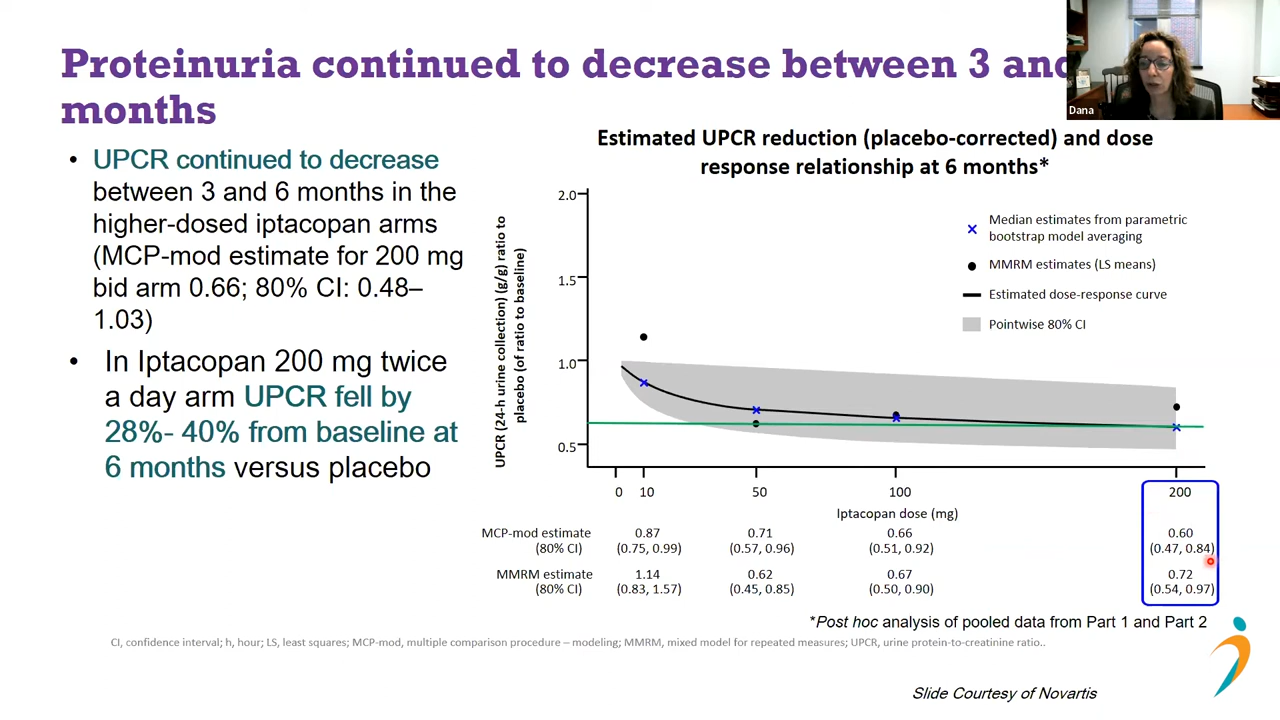 Proteinuria continued to decrease between 3 and
months
Dana
• UPCR continued to decrease
between 3 and 6 months in the
higher-dosed iptacopan arms
(MCP-mod estimate for 200 mg
bid arm 0.66; 80% CI: 0.48–
1.03)
• In Iptacopan 200 mg twice
a day arm UPCR fell by
28%- 40% from baseline at
6 months versus placebo
Estimated UPCR reduction (placebo-corrected) and dose
response relationship at 6 months*
UPCR (24-h urine collection) (g/g) ratio to
placebo (of ratio to baseline)
2.0
1.5
1.0
0.5
Median estimates from parametric
bootstrap model averaging
MMRM estimates (LS means)
Estimated dose-response curve
Pointwise 80% CI
0 10 50 100 200
Iptacopan dose (mg)
MCP-mod estimate 0.87 0.71 0.66 0.60
(80% CI) (0.75, 0.99) (0.57, 0.96) (0.51, 0.92) (0.47, 0.84)
MMRM estimate 1.14 0.62 0.67 0.72
(80% CI) (0.83, 1.57) (0.45, 0.85) (0.50, 0.90) (0.54, 0.97)
*Post hoc analysis of pooled data from Part 1 and Part 2
CI, confidence interval; h, hour; LS, least squares; MCP-mod, multiple comparison procedure – modeling; MMRM, mixed model for repeated measures; UPCR, urine protein-to-creatinine ratio..
Slide Courtesy of Novartis